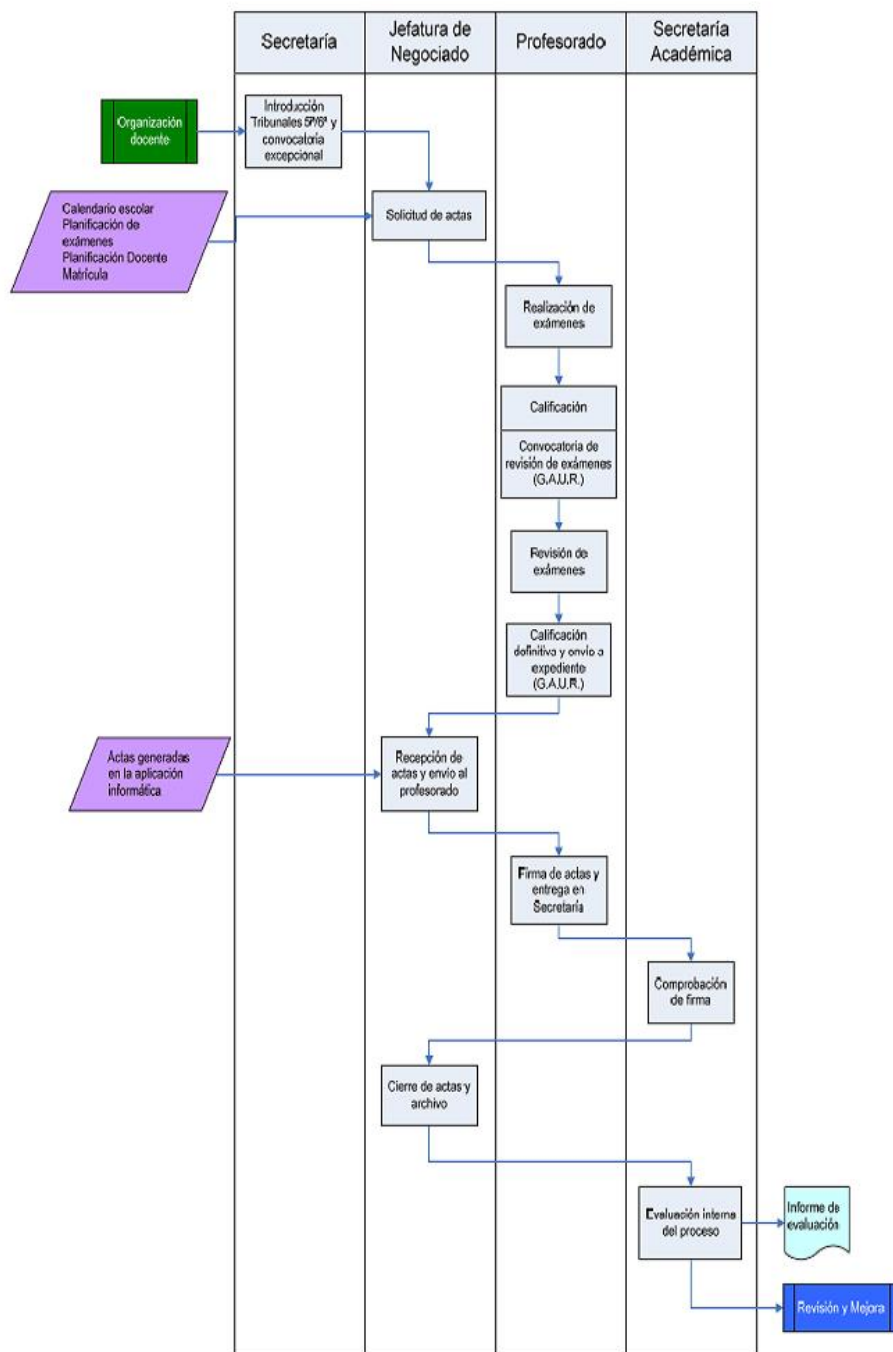 Secretaría
Jefatura de
Negociado
Profesorado
Secretaría
Académica
Organización
docente
Introducción
Tribunales 5ª/6ª y
convocatoria
excepcional
Calendario escolar
Planificación de
exámenes
Planificación Docente
Matrícula
Solicitud de actas
Realización de
exámenes
Calificación
Convocatoria de
revisión de exámenes
(G.A.U.R.)
Revisión de
exámenes
Calificación
definitiva y envío a
expediente
(G.A.U.R.)
Actas generadas
en la aplicación
informática
Recepción de
actas y envío al
profesorado
Firma de actas y
entrega en
Secretaría
Comprobación
de firma
Cierre de actas y
archivo
Evaluación interna
del proceso
Informe de
evaluación
Revisión y Mejora